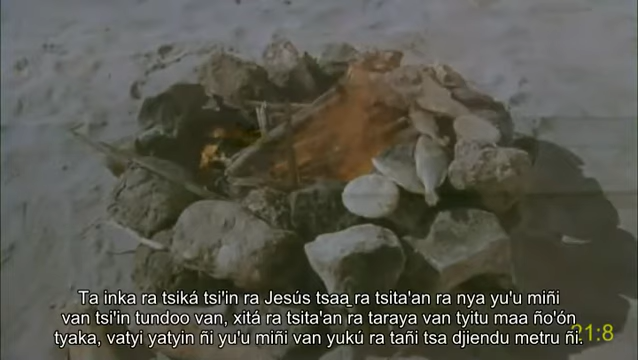 Ta inka ra tsiká tsi'in ra Jesús tsaa ra tsita'an ra nya yu'u miñi
van tsi'in tundoo van, xitá ra tsita'an ra taraya van tyitu maa ño'ón
tyaka, vatyi yatyin ñi yu'u miñi van yukú ra tañi tsa djiendu metru ñi.
21:8